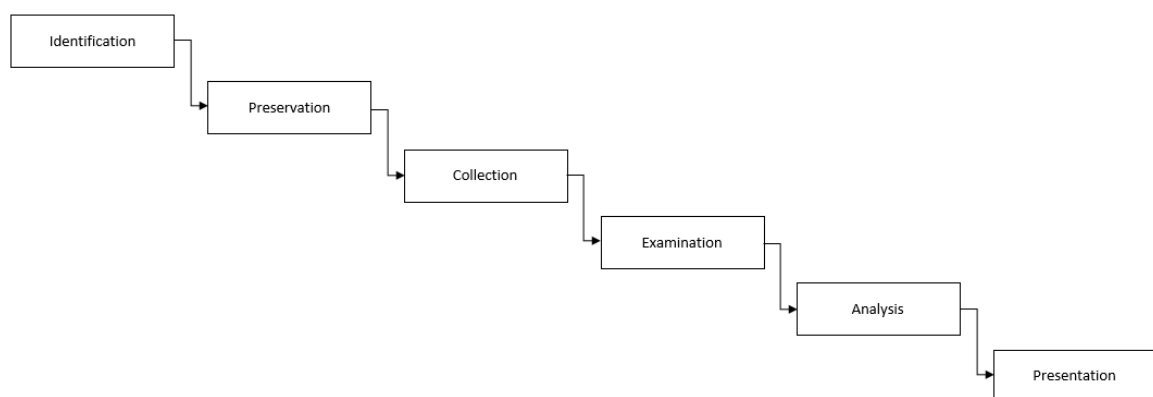 Identification
Preservation
Collection
Examination
Analysis
Presentation